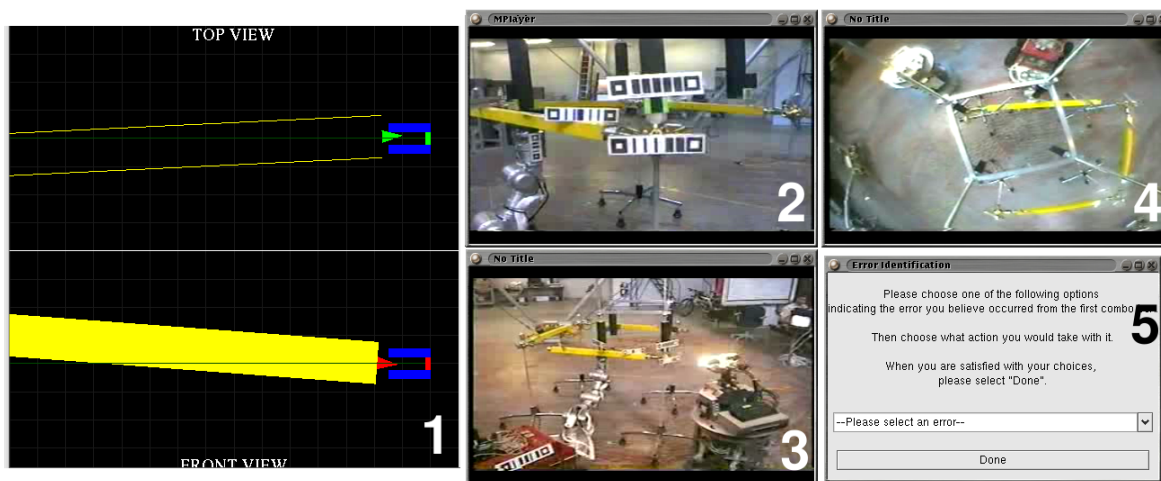 TOP VIEW
FRONT VIEW
1
MPlayer
2
No Title
3
No Title
4
Error Identification
Please choose one of the following options
indicating the error you believe occurred from the first combo
Then choose what action you would take with it.
When you are satisfied with your choices,
please select "Done".
5
--Please select an error--
Done